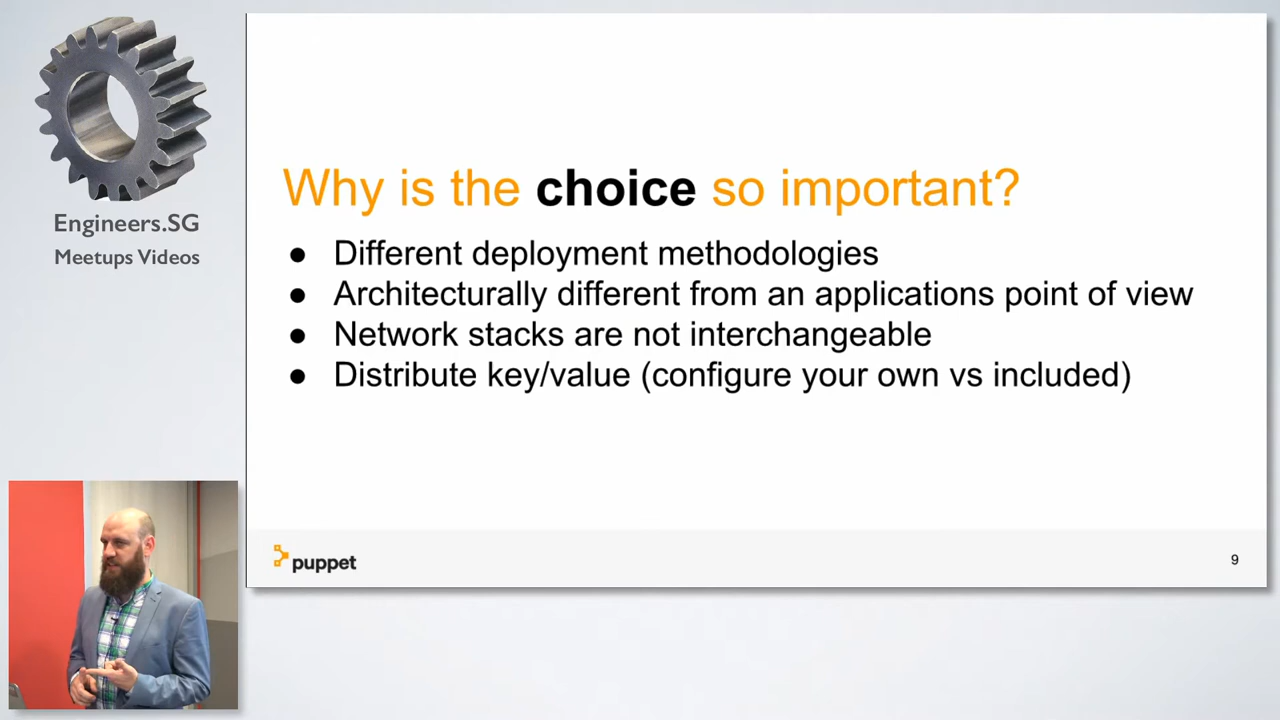 Engineers.SG
Meetups Videos
Why is the choice so important?
● Different deployment methodologies
● Architecturally different from an applications point of view
● Network stacks are not interchangeable
● Distribute key/value (configure your own vs included)
puppet
9